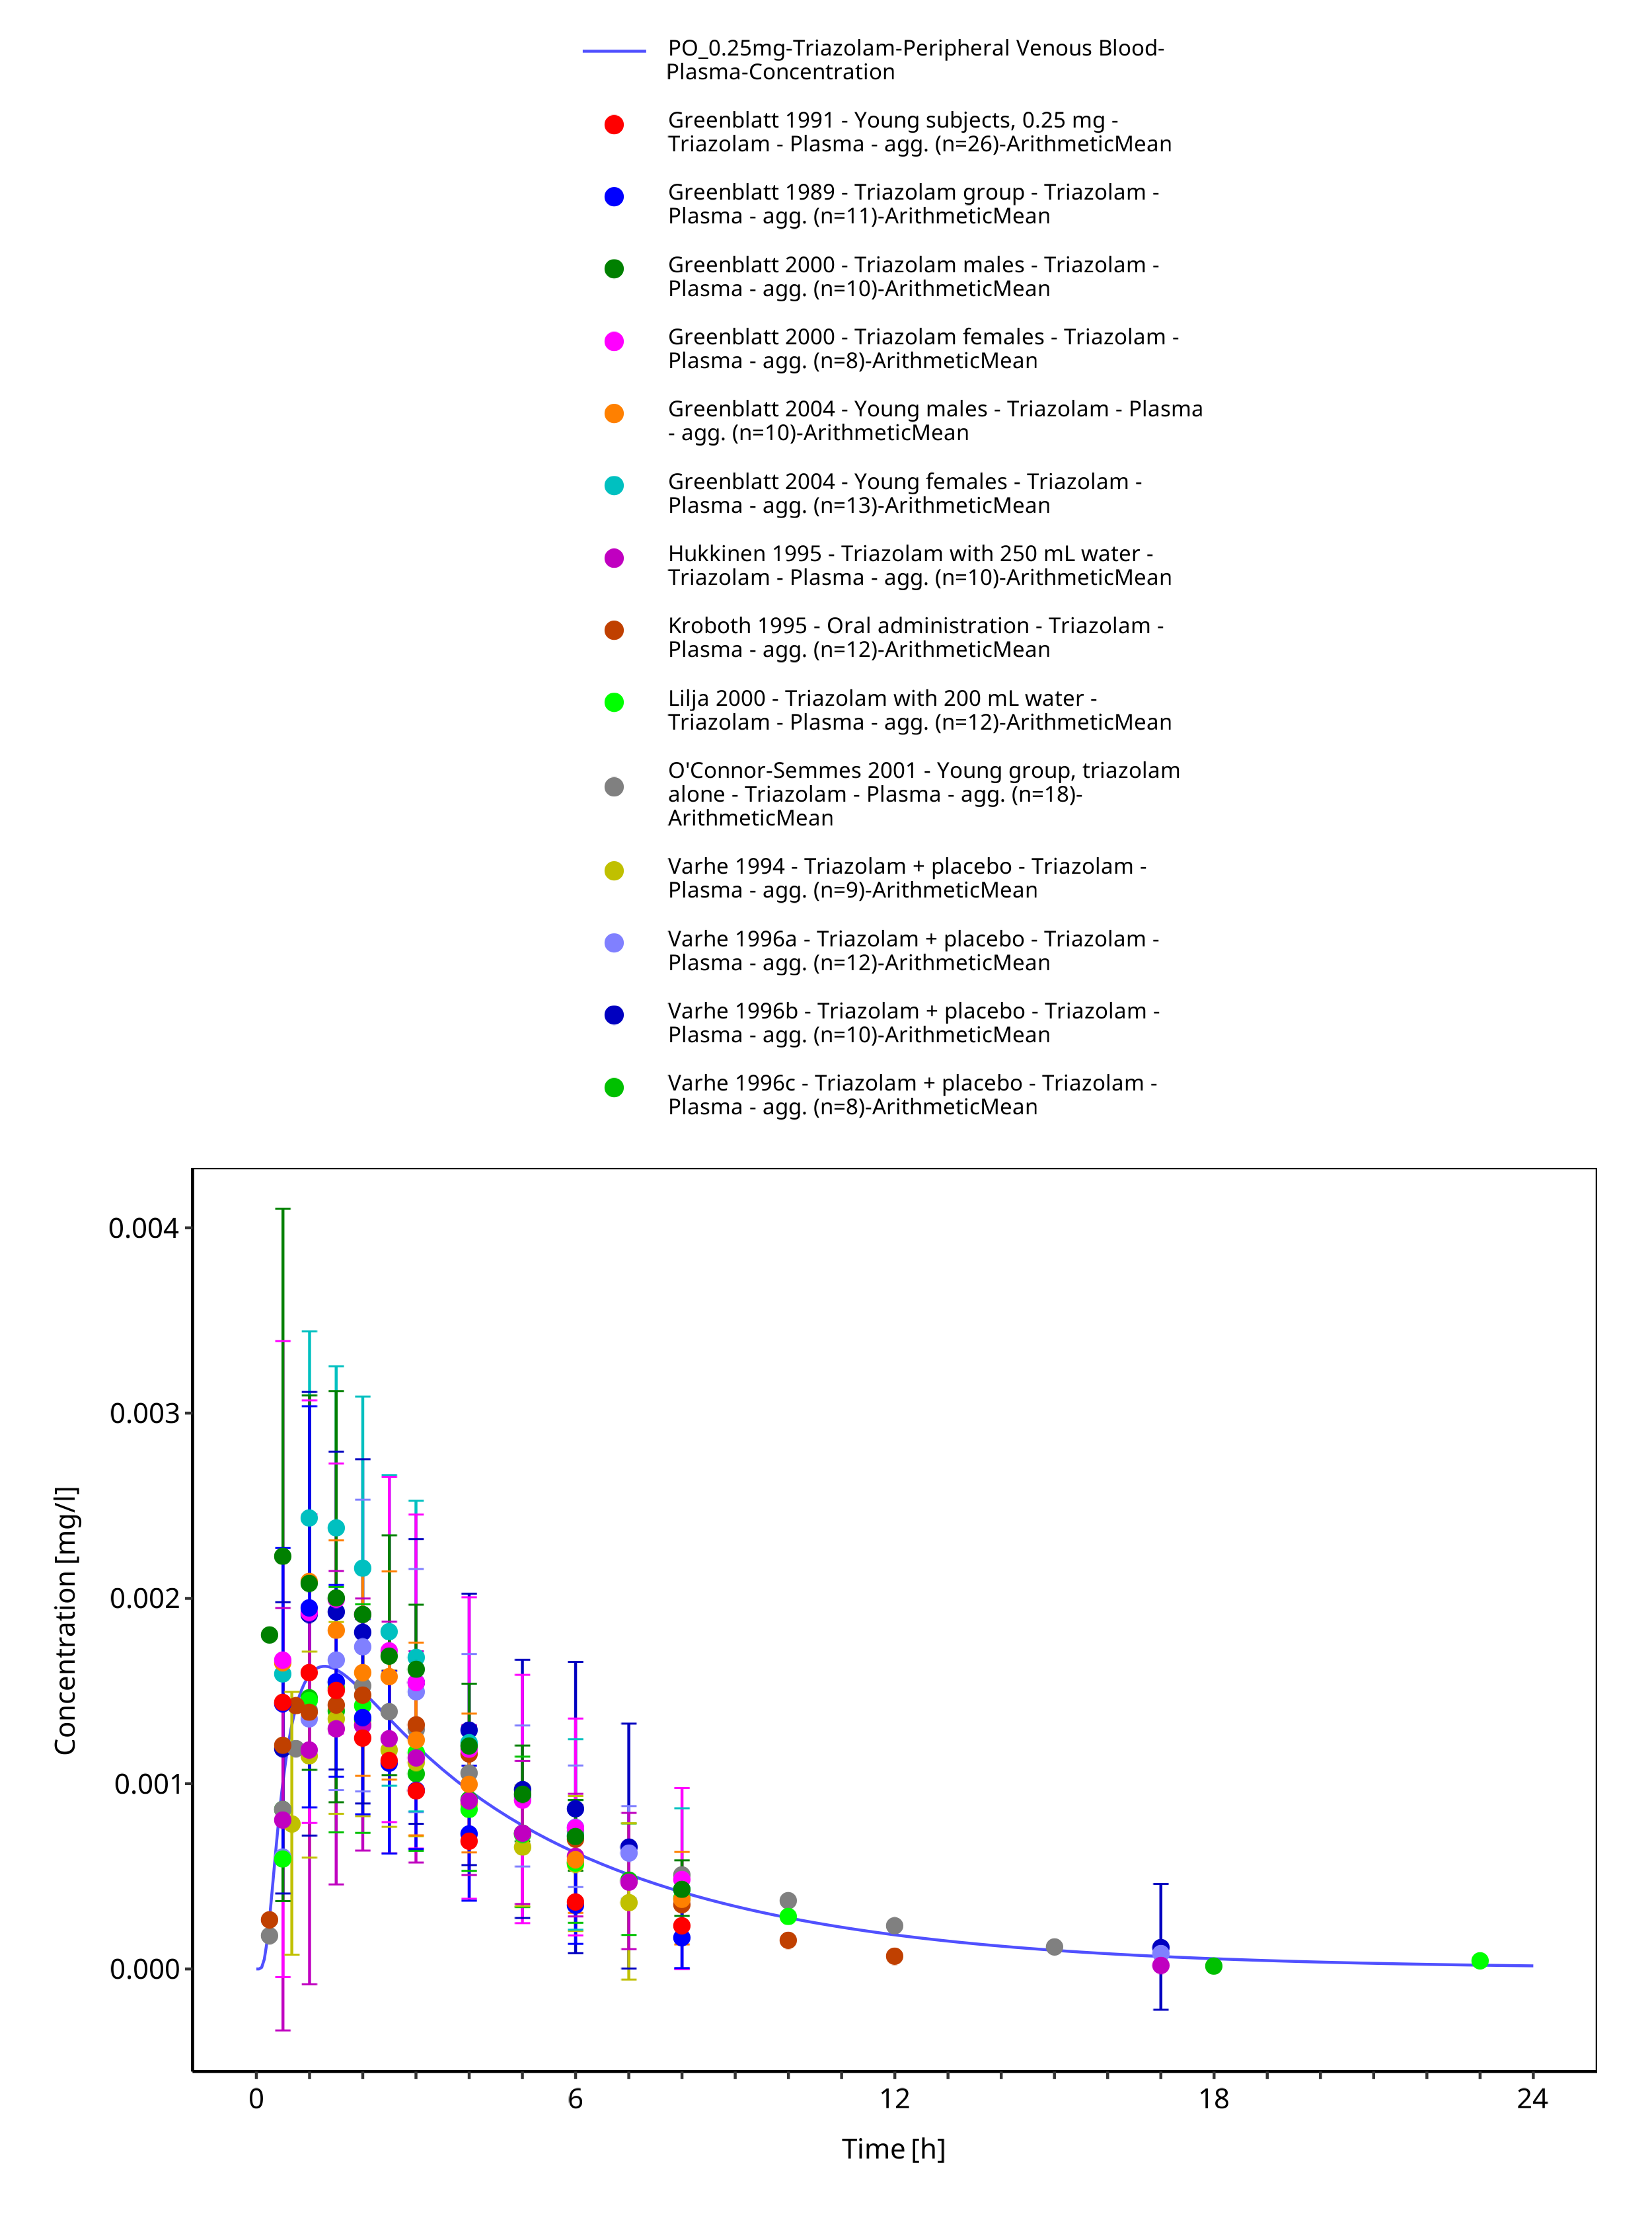 PO_0.25mg-Triazolam-Peripheral Venous Blood-
Plasma-Concentration
Greenblatt 1991 - Young subjects, 0.25 mg -
Triazolam - Plasma - agg. (n=26)-ArithmeticMean
Greenblatt 1989 - Triazolam group - Triazolam -
Plasma - agg. (n=11)-ArithmeticMean
Greenblatt 2000 - Triazolam males - Triazolam -
Plasma - agg. (n=10)-ArithmeticMean
Greenblatt 2000 - Triazolam females - Triazolam -
Plasma - agg. (n=8)-ArithmeticMean
Greenblatt 2004 - Young males - Triazolam - Plasma
- agg. (n=10)-ArithmeticMean
Greenblatt 2004 - Young females - Triazolam -
Plasma - agg. (n=13)-ArithmeticMean
Hukkinen 1995 - Triazolam with 250 mL water -
Triazolam - Plasma - agg. (n=10)-ArithmeticMean
Kroboth 1995 - Oral administration - Triazolam -
Plasma - agg. (n=12)-ArithmeticMean
Lilja 2000 - Triazolam with 200 mL water -
Triazolam - Plasma - agg. (n=12)-ArithmeticMean
O'Connor-Semmes 2001 - Young group, triazolam
alone - Triazolam - Plasma - agg. (n=18)-
ArithmeticMean
Varhe 1994 - Triazolam + placebo - Triazolam -
Plasma - agg. (n=9)-ArithmeticMean
Varhe 1996a - Triazolam + placebo - Triazolam -
Plasma - agg. (n=12)-ArithmeticMean
Varhe 1996b - Triazolam + placebo - Triazolam -
Plasma - agg. (n=10)-ArithmeticMean
Varhe 1996c - Triazolam + placebo - Triazolam -
Plasma - agg. (n=8)-ArithmeticMean
Concentration [mg/l]
0.004
0.003
0.002
0.001
0.000
0 6 12 18 24
Time [h]